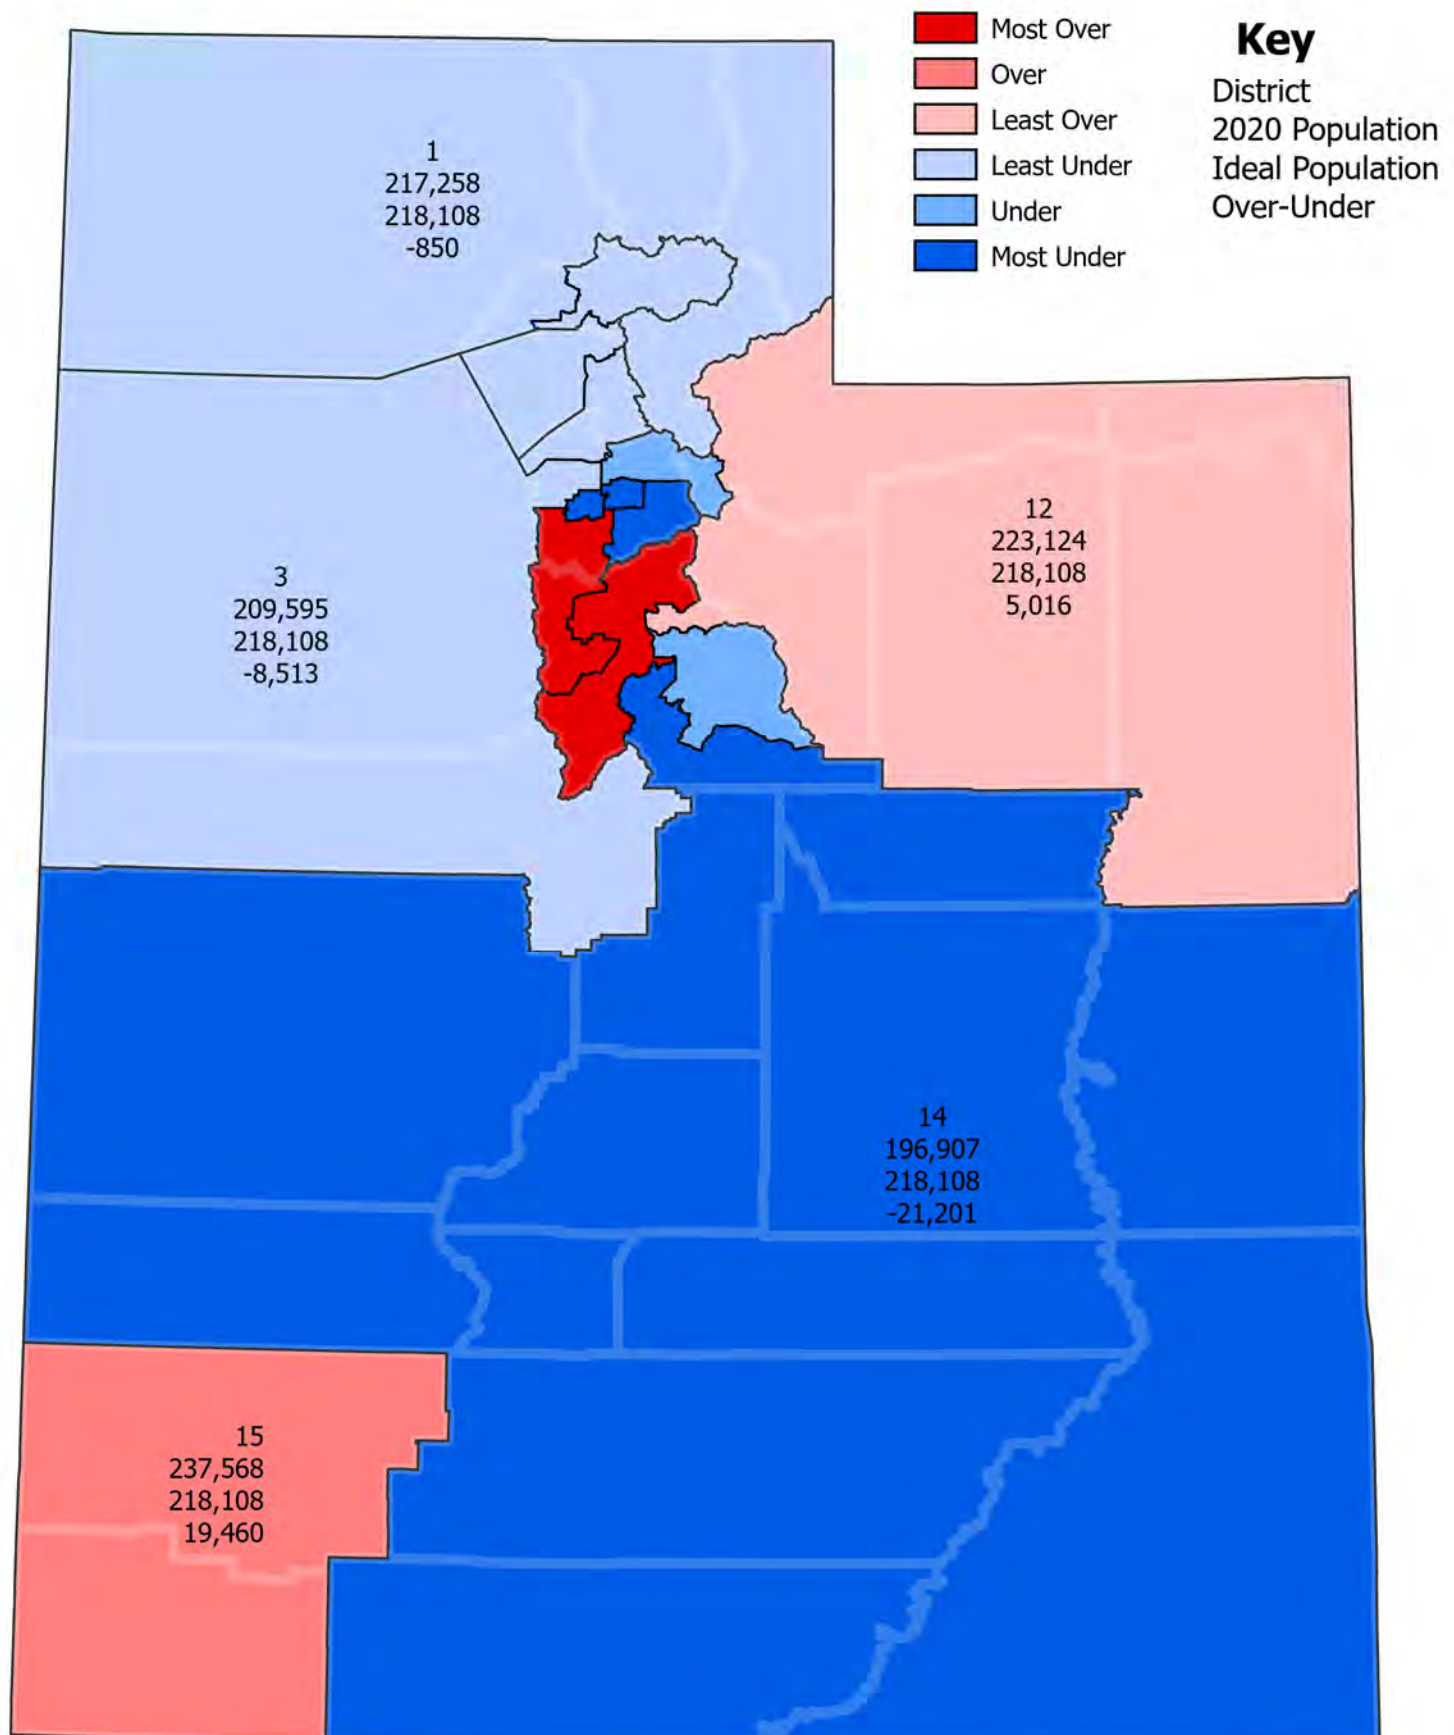 Most Over
Over
Least Over
Least Under
Under
Most Under
Key
District
2020 Population
Ideal Population
Over-Under
1
217,258
218,108
-850
12
223,124
218,108
5,016
3
209,595
218,108
-8,513
14
196,907
218,108
-21,201
15
237,568
218,108
19,460